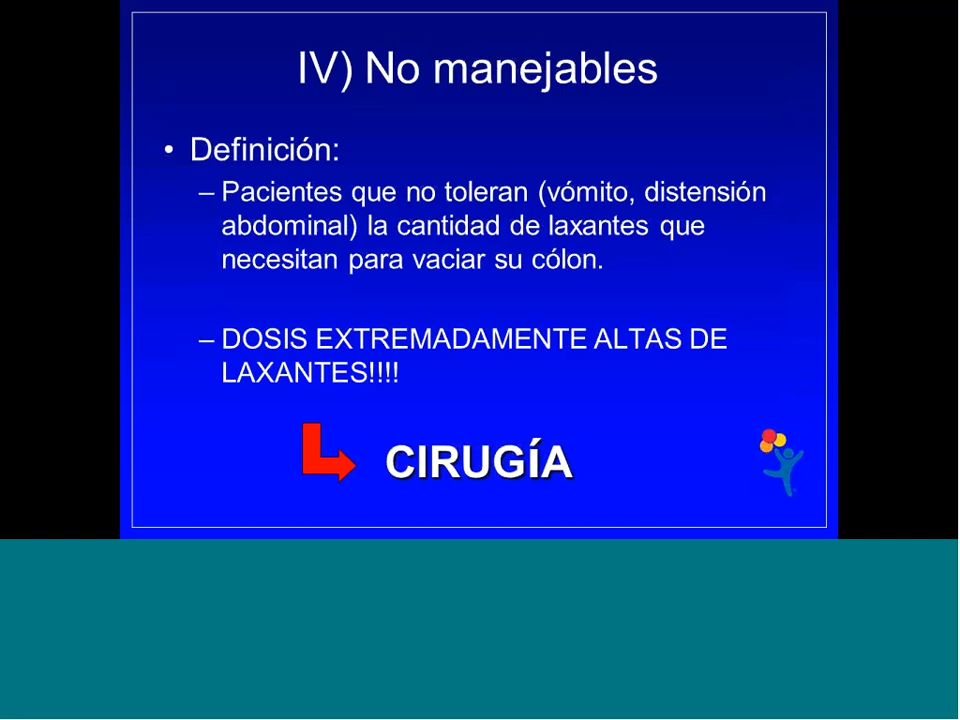 IV) No manejables
• Definición:
– Pacientes que no toleran (vómito, distensión
abdominal) la cantidad de laxantes que
necesitan para vaciar su cólon.
– DOSIS EXTREMADAMENTE ALTAS DE
LAXANTES!!!!
CIRUGÍA